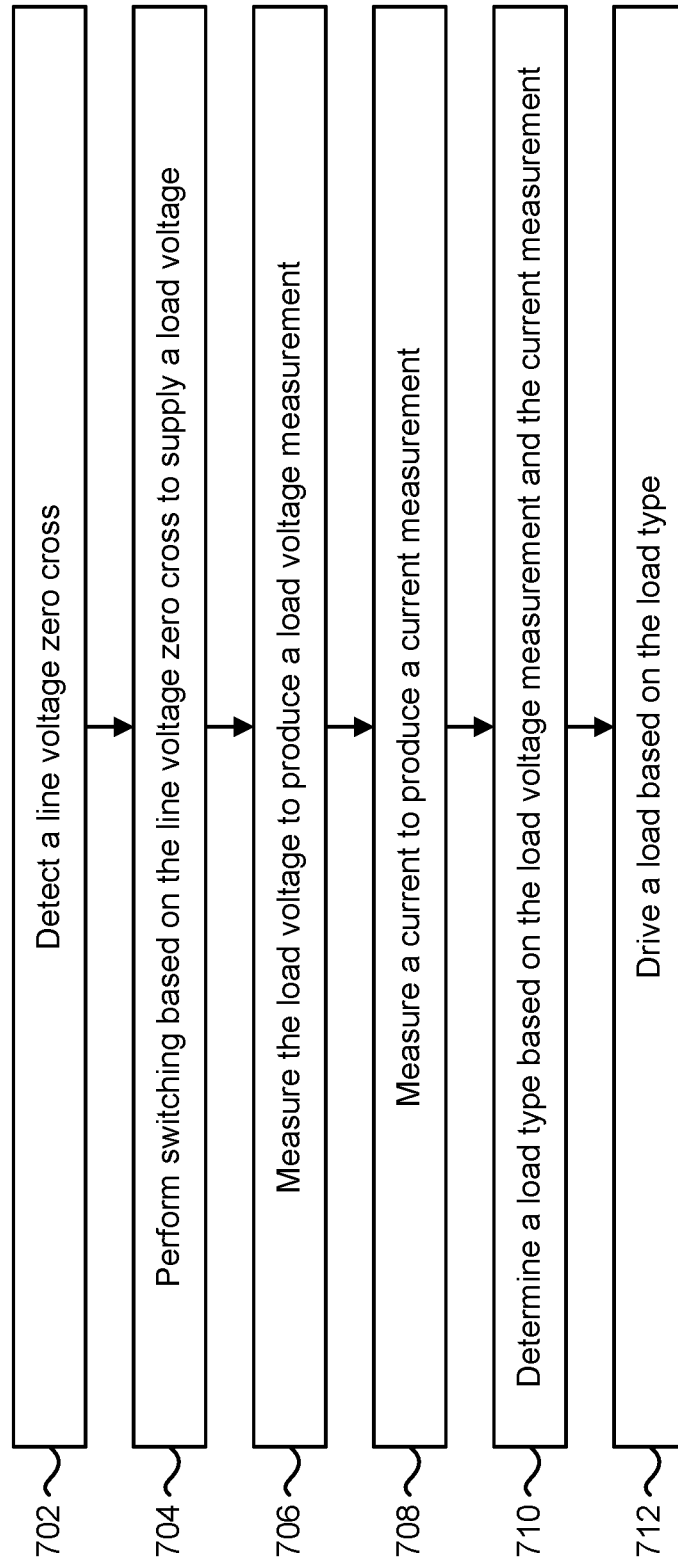 702
Detect a line voltage zero cross
704
Perform switching based on the line voltage zero cross to supply a load voltage
706
Measure the load voltage to produce a load voltage measurement
708
Measure a current to produce a current measurement
710
Determine a load type based on the load voltage measurement and the current measurement
712
Drive a load based on the load type